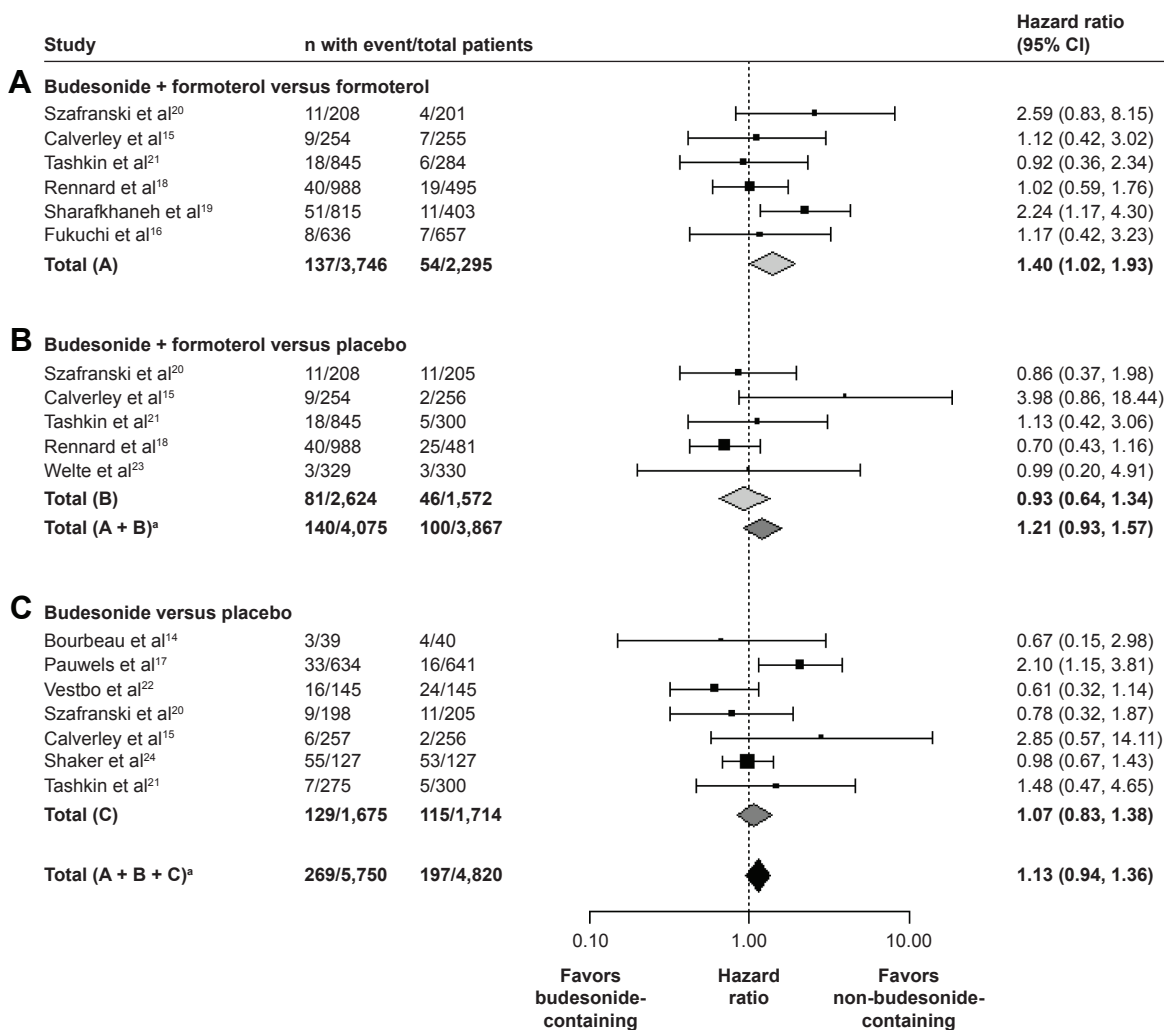 Study n with event/total patients Hazard ratio (95% CI)
A Budesonide + formoterol versus formoterol
Szafranski et al20 11/208 4/201 2.59 (0.83, 8.15)
Calverley et al15 9/254 7/255 1.12 (0.42, 3.02)
Tashkin et al21 18/845 6/284 0.92 (0.36, 2.34)
Rennard et al18 40/988 19/495 1.02 (0.59, 1.76)
Sharafkhaneh et al19 51/815 11/403 2.24 (1.17, 4.30)
Fukuchi et al16 8/636 7/657 1.17 (0.42, 3.23)
Total (A) 137/3,746 54/2,295 1.40 (1.02, 1.93)
B Budesonide + formoterol versus placebo
Szafranski et al20 11/208 11/205 0.86 (0.37, 1.98)
Calverley et al15 9/254 2/256 3.98 (0.86, 18.44)
Tashkin et al21 18/845 5/300 1.13 (0.42, 3.06)
Rennard et al18 40/988 25/481 0.70 (0.43, 1.16)
Welte et al23 3/329 3/330 0.99 (0.20, 4.91)
Total (B) 81/2,624 46/1,572 0.93 (0.64, 1.34)
Total (A + B)a 140/4,075 100/3,867 1.21 (0.93, 1.57)
C Budesonide versus placebo
Bourbeau et al14 3/39 4/40 0.67 (0.15, 2.98)
Pauwels et al17 33/634 16/641 2.10 (1.15, 3.81)
Vestbo et al22 16/145 24/145 0.61 (0.32, 1.14)
Szafranski et al20 9/198 11/205 0.78 (0.32, 1.87)
Calverley et al15 6/257 2/256 2.85 (0.57, 14.11)
Shaker et al24 55/127 53/127 0.98 (0.67, 1.43)
Tashkin et al21 7/275 5/300 1.48 (0.47, 4.65)
Total (C) 129/1,675 115/1,714 1.07 (0.83, 1.38)
Total (A + B + C)a 269/5,750 197/4,820 1.13 (0.94, 1.36)
0.10 1.00 10.00
Favors budesonide-containing
Hazard ratio
Favors non-budesonide-containing